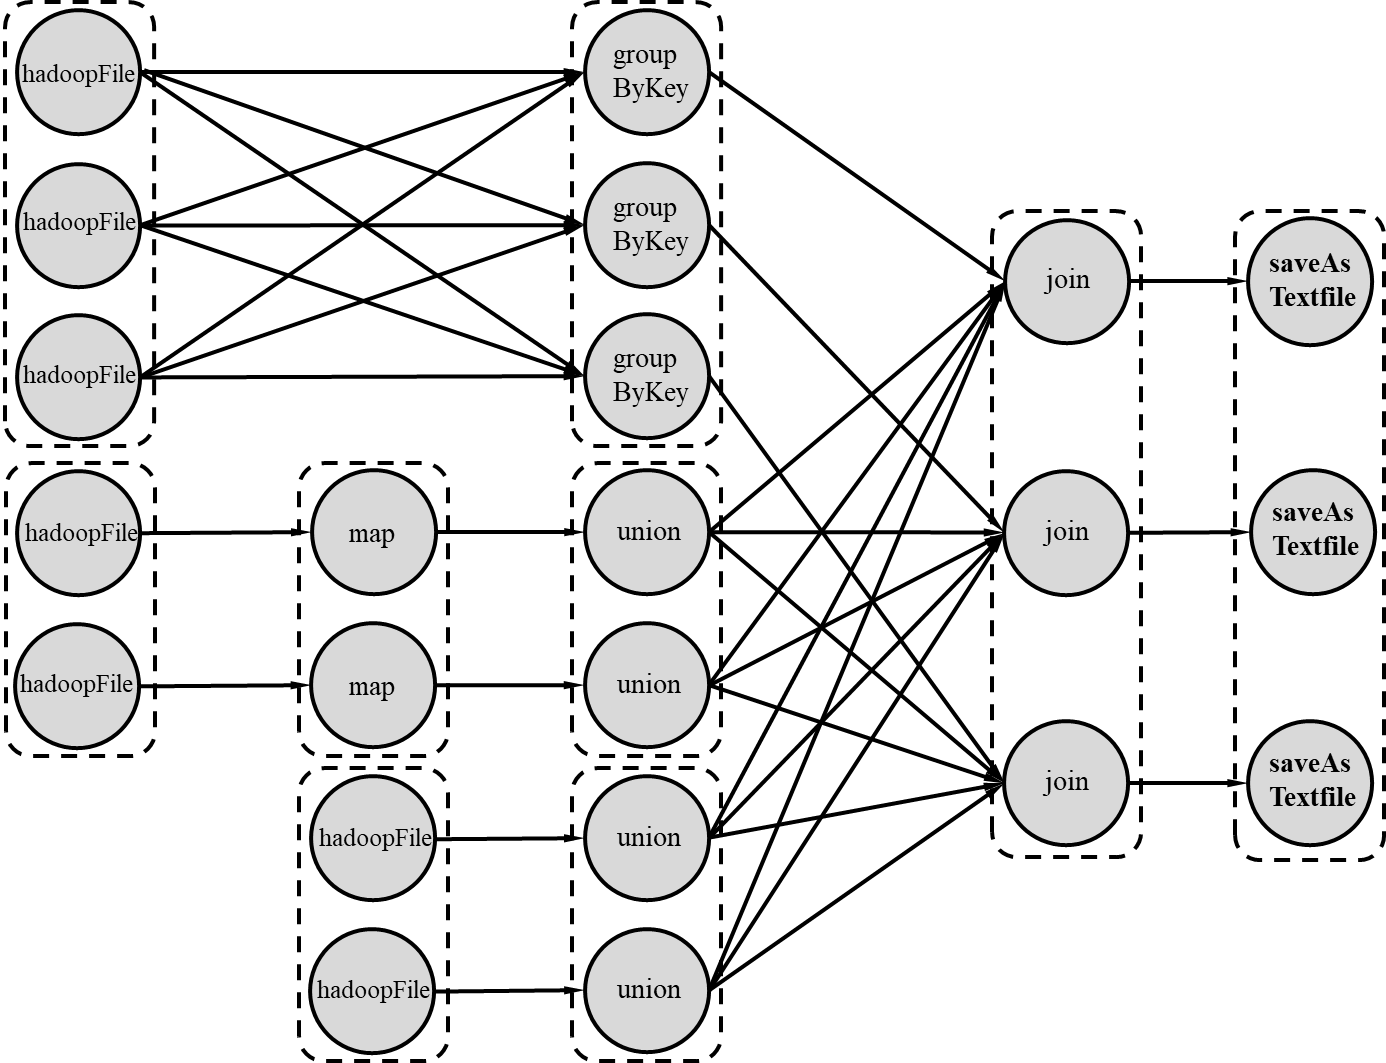 hadoopFile
group
ByKey
hadoopFile
group
ByKey
join
saveAs
Textfile
hadoopFile
group
ByKey
hadoopFile
map
union
join
saveAs
Textfile
hadoopFile
map
union
join
saveAs
Textfile
hadoopFile
union
hadoopFile
union